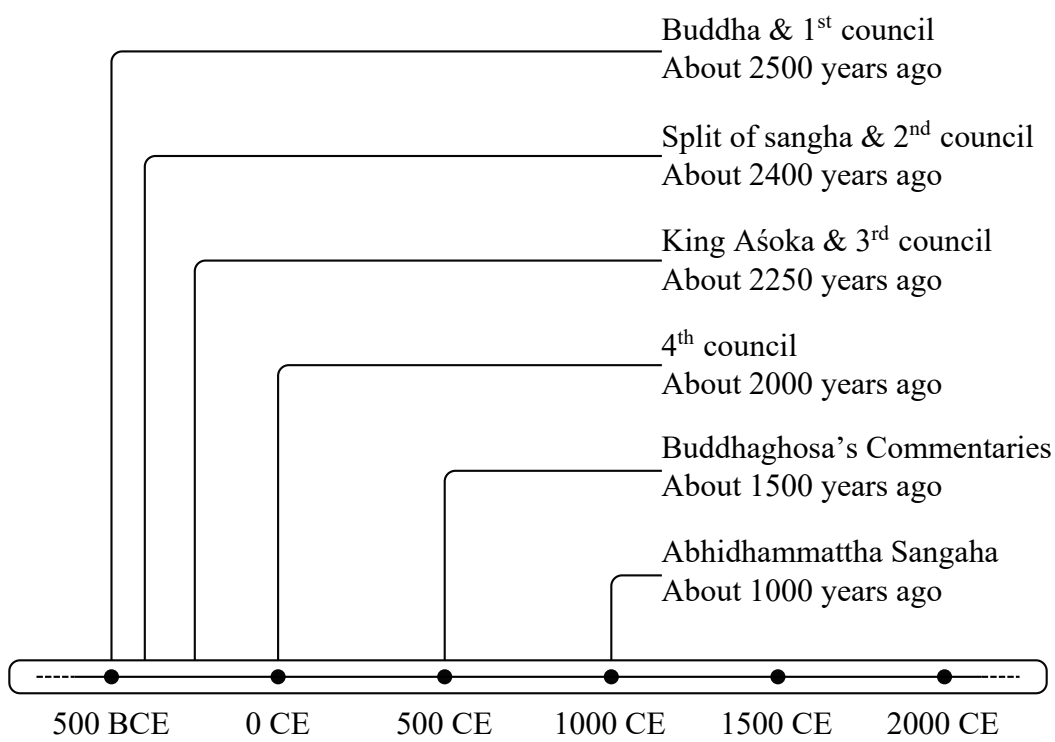 Buddha & 1st council
About 2500 years ago
Split of sangha & 2nd council
About 2400 years ago
King Aśoka & 3rd council
About 2250 years ago
4th council
About 2000 years ago
Buddhaghosa’s Commentaries
About 1500 years ago
Abhidhammattha Sangaha
About 1000 years ago
500 BCE 0 CE 500 CE 1000 CE 1500 CE 2000 CE